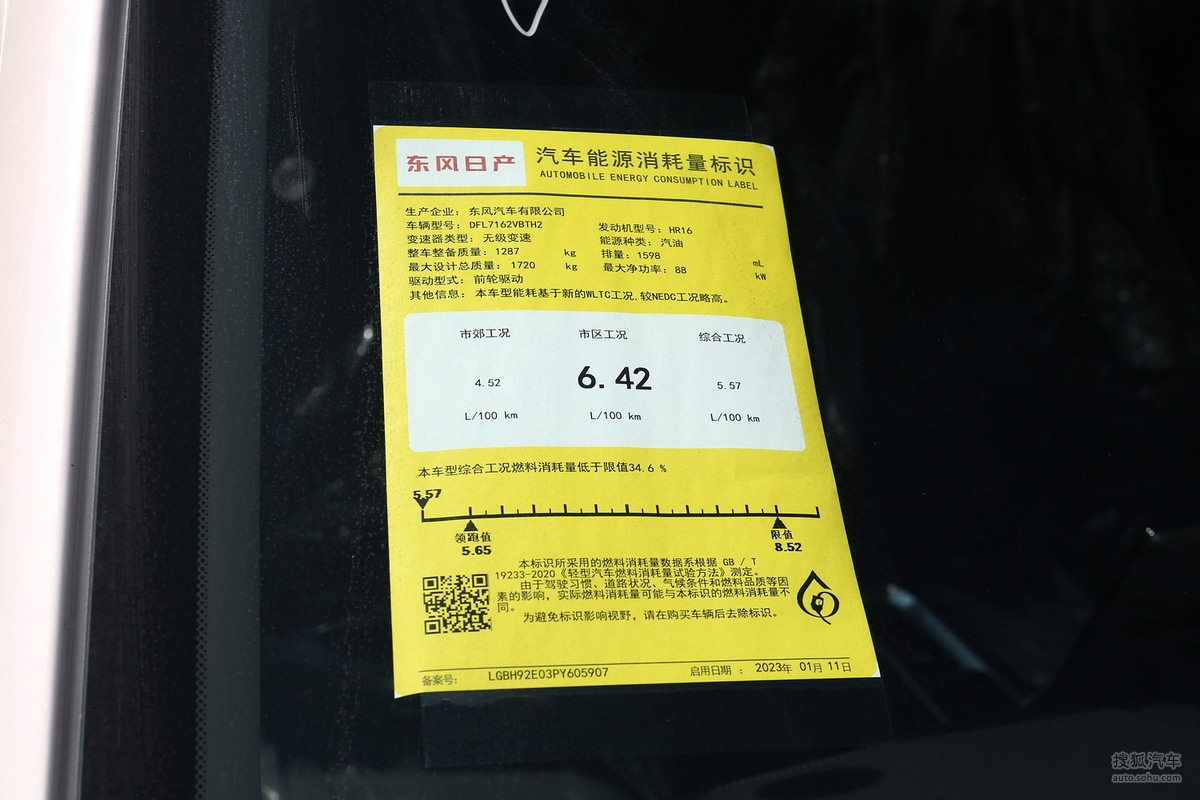 东风日产
汽车能源消耗量标识
AUTOMOBILE ENERGY CONSUMPTION LABEL
生产企业：东风汽车有限公司
车辆型号：DFL7162VBTH2 发动机型号：HR16
变速器类型：无级变速 能源种类：汽油
整车整备质量：1287 kg 排量：1598 mL
最大设计总质量：1720 kg 最大净功率：88 kW
驱动型式：前轮驱动
其他信息：本车型能耗基于新的WLTC工况,较NEDC工况略高。
市郊工况 市区工况 综合工况
4.52 6.42 5.57
L/100 km L/100 km L/100 km
本车型综合工况燃料消耗量低于限值34.6 %
5.57
领跑值 限值
5.65 8.52
本标识所采用的燃料消耗量数据系根据 GB / T
19233-2020《轻型汽车燃料消耗量试验方法》测定。
由于驾驶习惯、道路状况、气候条件和燃料品质等因
素的影响，实际燃料消耗量可能与本标识的燃料消耗量不
同。
为避免标识影响视野，请在购买车辆后去除标识。
备案号： LGBH92E03PY605907 启用日期 ： 2023年 01月 11日
搜狐汽车
auto.sohu.com